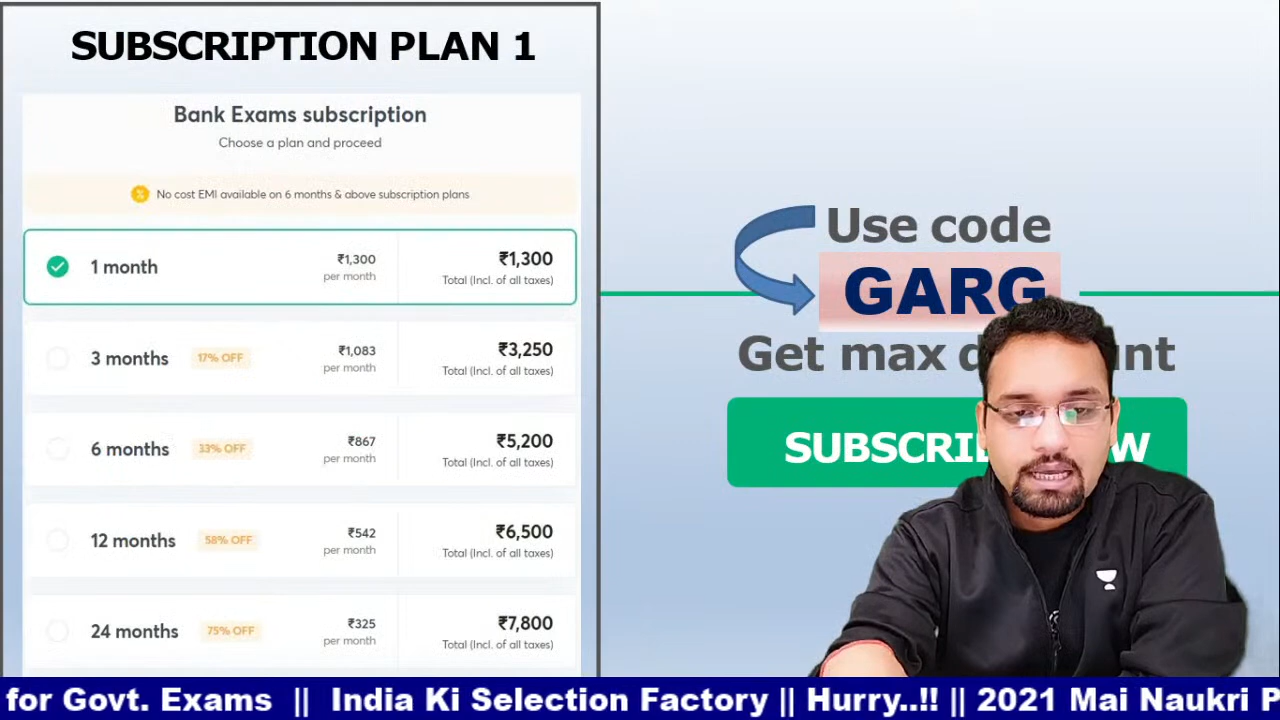 SUBSCRIPTION PLAN 1
Bank Exams subscription
Choose a plan and proceed
No cost EMI available on 6 months & above subscription plans
1 month
₹1,300
per month
₹1,300
Total (Incl. of all taxes)
3 months
17% OFF
₹1,083
per month
₹3,250
Total (Incl. of all taxes)
6 months
33% OFF
₹867
per month
₹5,200
Total (Incl. of all taxes)
12 months
58% OFF
₹542
per month
₹6,500
Total (Incl. of all taxes)
24 months
75% OFF
₹325
per month
₹7,800
Total (Incl. of all taxes)
Use code
GARG
Get max
for Govt. Exams || India Ki Selection Factory || Hurry..!! || 2021 Mai Naukri P